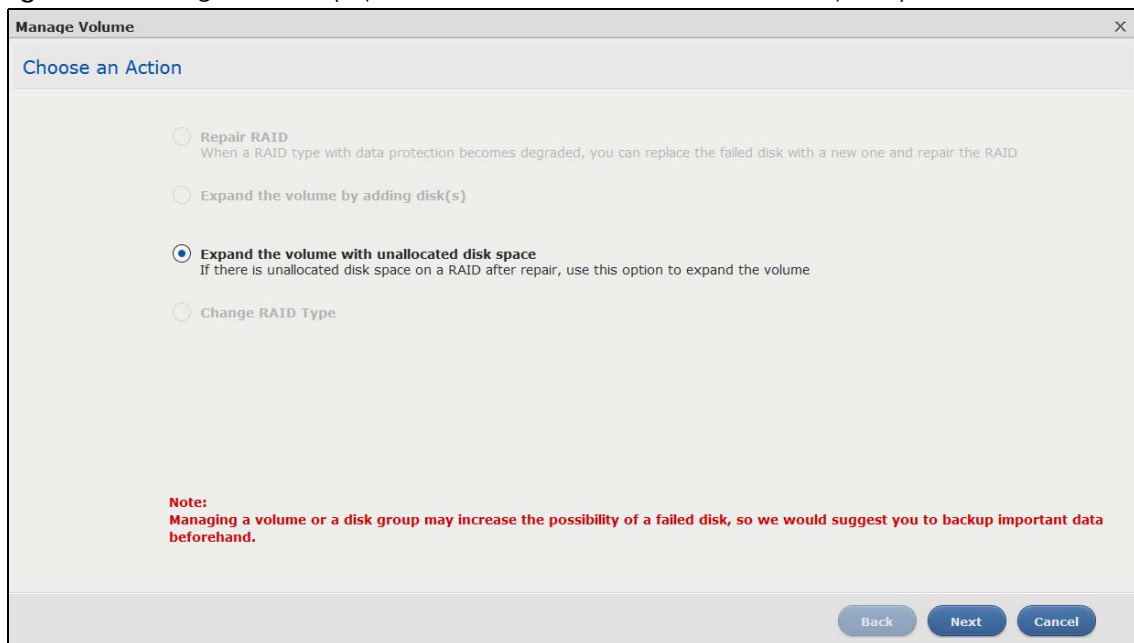 Manage Volume X
Choose an Action
Repair RAID
When a RAID type with data protection becomes degraded, you can replace the failed disk with a new one and repair the RAID
Expand the volume by adding disk(s)
Expand the volume with unallocated disk space
If there is unallocated disk space on a RAID after repair, use this option to expand the volume
Change RAID Type
Note:
Managing a volume or a disk group may increase the possibility of a failed disk, so we would suggest you to backup important data
beforehand.
Back Next Cancel